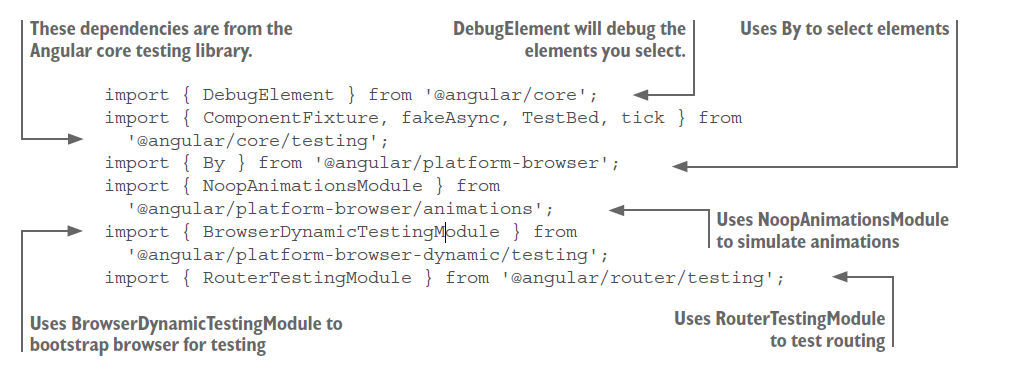 These dependencies are from the
Angular core testing library.
DebugElement will debug the
elements you select.
Uses By to select elements
import { DebugElement } from '@angular/core';
import { ComponentFixture, fakeAsync, TestBed, tick } from
'@angular/core/testing';
import { By } from '@angular/platform-browser';
import { NoopAnimationsModule } from
'@angular/platform-browser/animations';
import { BrowserDynamicTestingModule } from
'@angular/platform-browser-dynamic/testing';
import { RouterTestingModule } from '@angular/router/testing';
Uses NoopAnimationsModule
to simulate animations
Uses BrowserDynamicTestingModule to
bootstrap browser for testing
Uses RouterTestingModule
to test routing